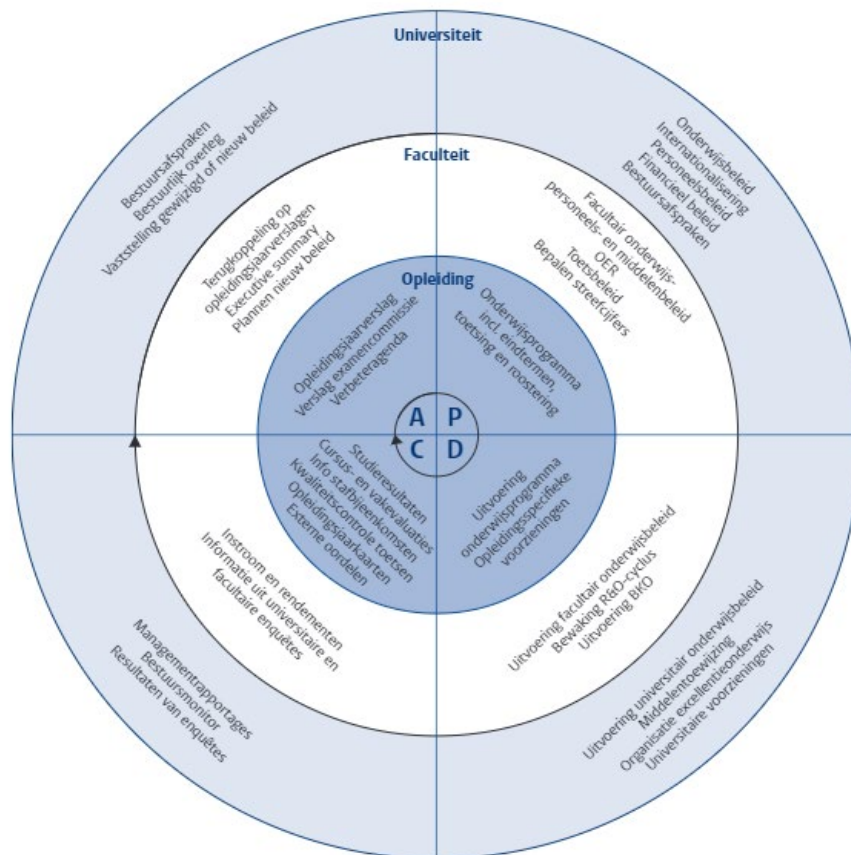 Universiteit
Bestuursafspraken
Bestuurlijk overleg
Vaststelling gewijzigd of nieuw beleid
Onderwijsbeleid
Internationalisering
Personeelsbeleid
Financieel beleid
Bestuursafspraken
Faculteit
Terugkoppeling op
opleidingsjaarverslagen
Executive summary
Plannen nieuw beleid
Facultair onderwijs-
personeels- en middelenbeleid
OER
Toetsbeleid
Bepalen streefcijfers
Opleiding
Opleidingsjaarverslag
Verslag examencommissie
Verbeteragenda
Onderwijsprogramma
incl. eindtermen,
toetsing en roostering
A P
C D
Studieresultaten
Cursus- en vakevaluaties
Info stafbijeenkomsten
Kwaliteitscontrole toetsen
Opleidingsjaarkaarten
Externe oordelen
Uitvoering
onderwijsprogramma
Opleidingsspecifieke
voorzieningen
Instroom en rendementen
Informatie uit universitaire en
facultaire enquêtes
Uitvoering facultair onderwijsbeleid
Bewaking R&O-cyclus
Uitvoering BKO
Managementrapportages
Bestuursmonitor
Resultaten van enquêtes
Uitvoering universitair onderwijsbeleid
Middelentoewijzing
Organisatie excellentieonderwijs
Universitaire voorzieningen